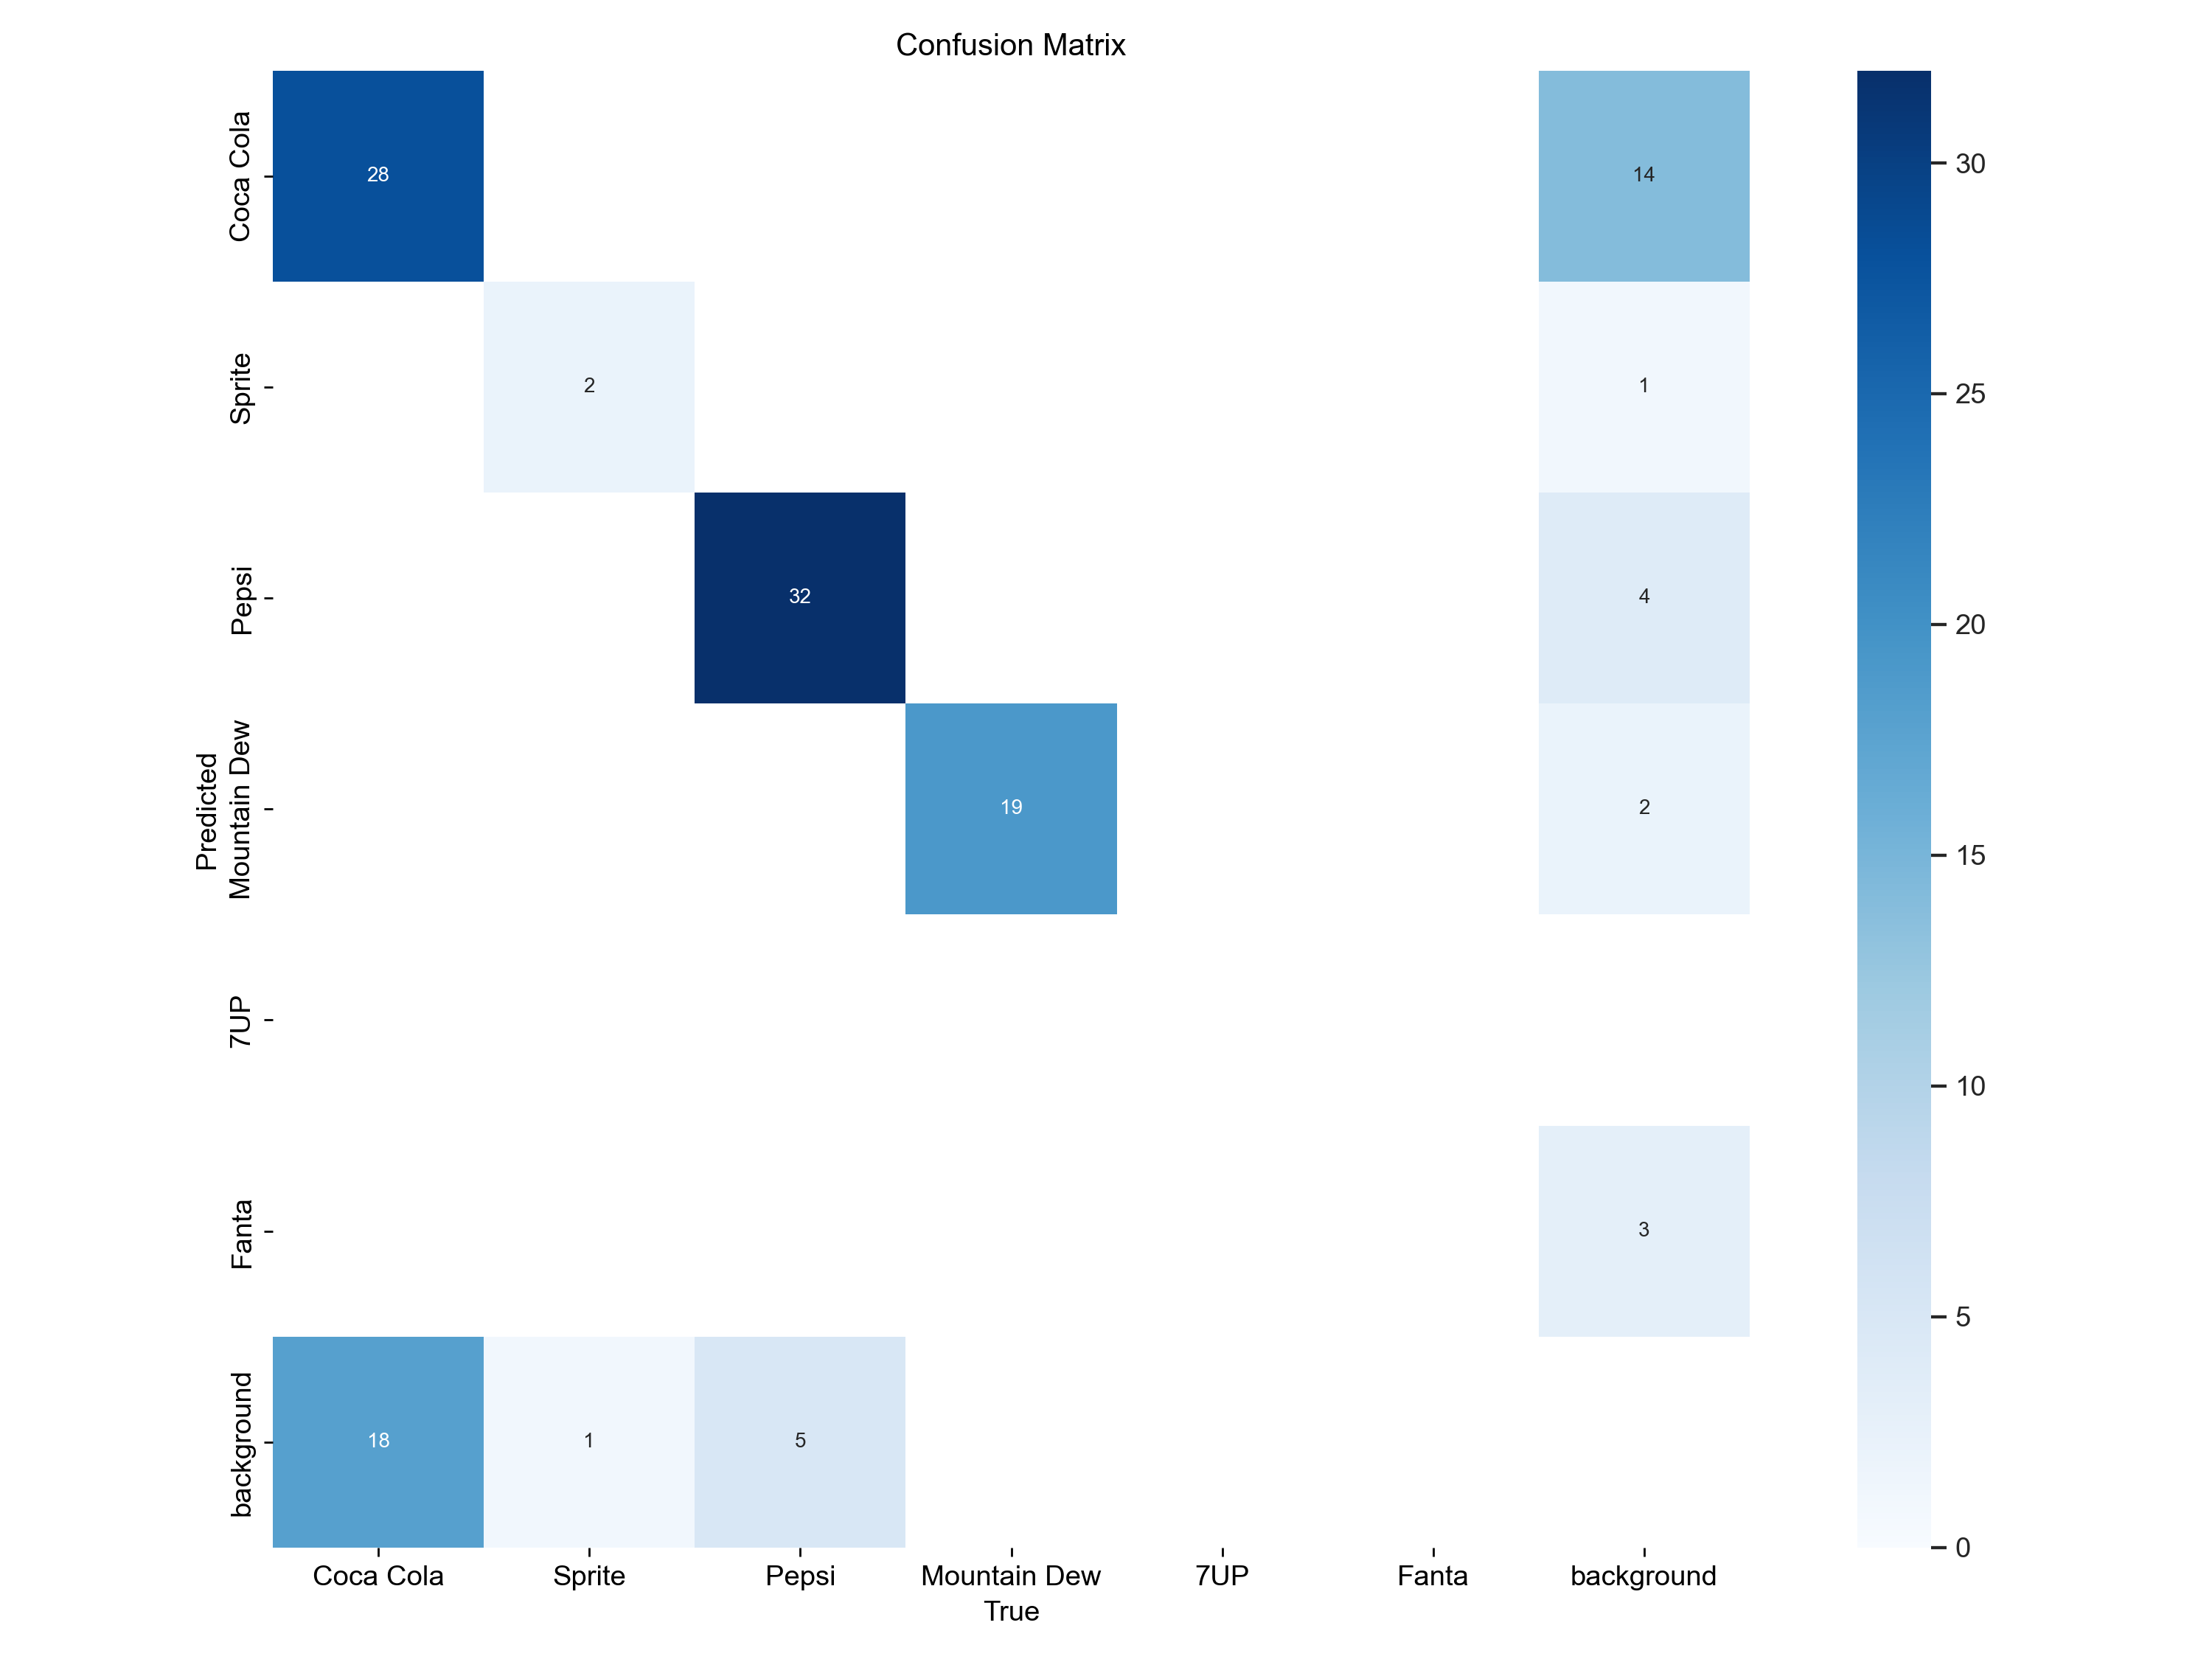 Confusion Matrix
Coca Cola
28
14
30
Sprite
2
1
25
Pepsi
32
4
20
Predicted
Mountain Dew
19
2
15
7UP
10
Fanta
3
5
background
18
1
5
0
Coca Cola
Sprite
Pepsi
Mountain Dew
7UP
Fanta
background
True